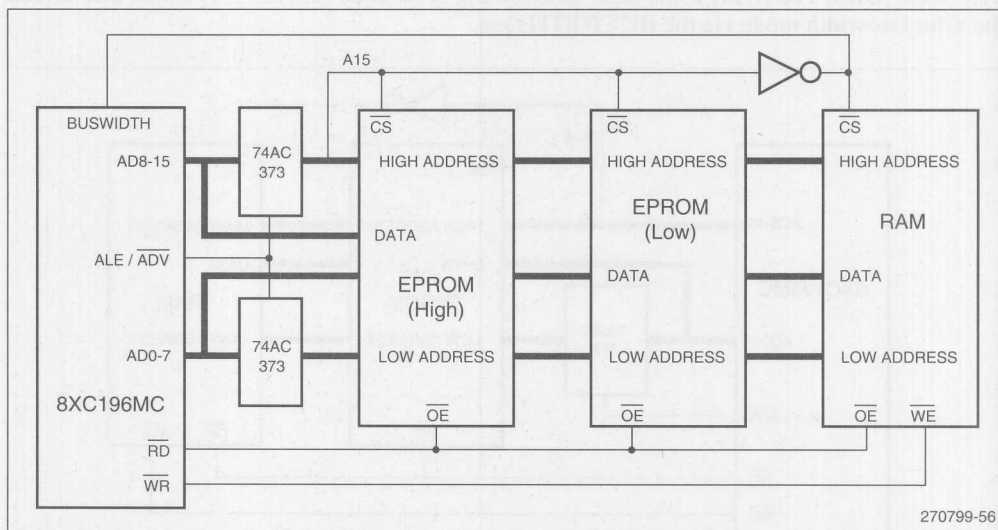 A15
BUSWIDTH
AD8-15
74AC
373
ALE / ADV
74AC
373
AD0-7
8XC196MC
RD
WR
CS
HIGH ADDRESS
DATA
EPROM
(High)
LOW ADDRESS
OE
CS
HIGH ADDRESS
EPROM
(Low)
DATA
LOW ADDRESS
OE
CS
HIGH ADDRESS
RAM
DATA
LOW ADDRESS
OE WE
270799-56